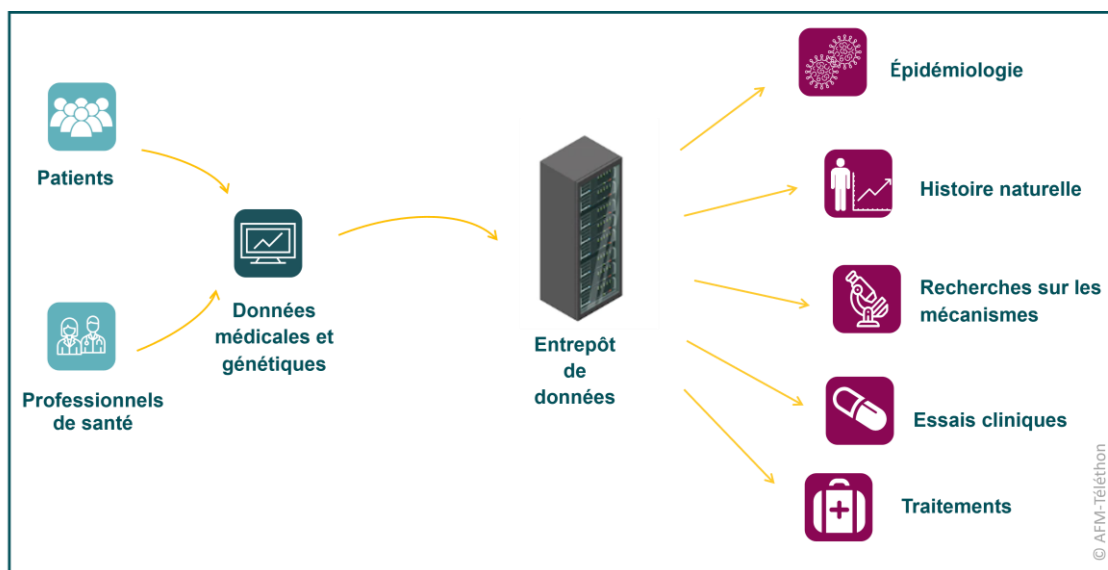 Patients
Professionnels
de santé
Données
médicales et
génétiques
Entrepôt
de
données
Épidémiologie
Histoire naturelle
Recherches sur les
mécanismes
Essais cliniques
Traitements
© AFM-Téléthon